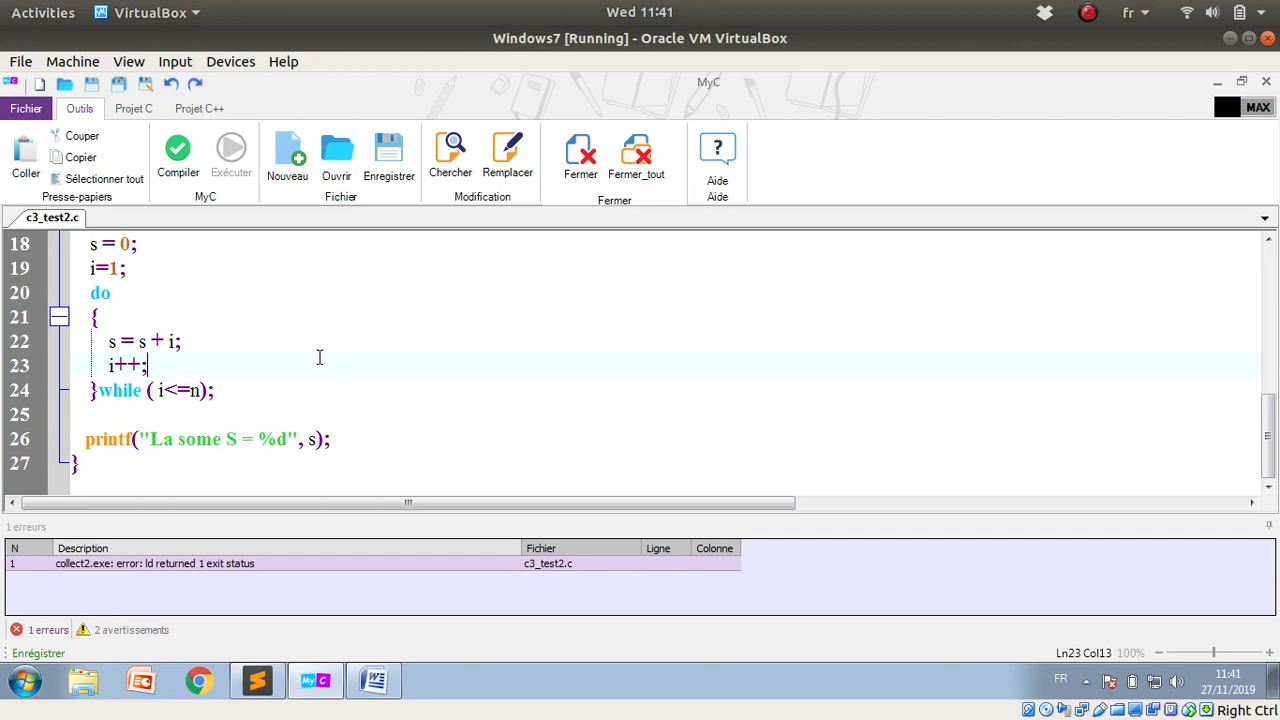 Activities VirtualBox Wed 11:41 fr
Windows7 [Running] - Oracle VM VirtualBox
File Machine View Input Devices Help
MyC
Fichier Outils Projet C Projet C++ MAX
Coller Couper Copier Sélectionner tout Compiler Exécuter Nouveau Ouvrir Enregistrer Chercher Remplacer Fermer Fermer_tout Aide
Presse-papiers MyC Fichier Modification Fermer Aide
c3_test2.c
18 s = 0;
19 i=1;
20 do
21 {
22 s = s + i;
23 i++;
24 }while ( i<=n);
25
26 printf("La some S = %d", s);
27 }
1 erreurs
N Description Fichier Ligne Colonne
1 collect2.exe: error: ld returned 1 exit status c3_test2.c
1 erreurs 2 avertissements
Enrégistrer Ln23 Col13 100%
MyC FR 11:41
27/11/2019
Right Ctrl